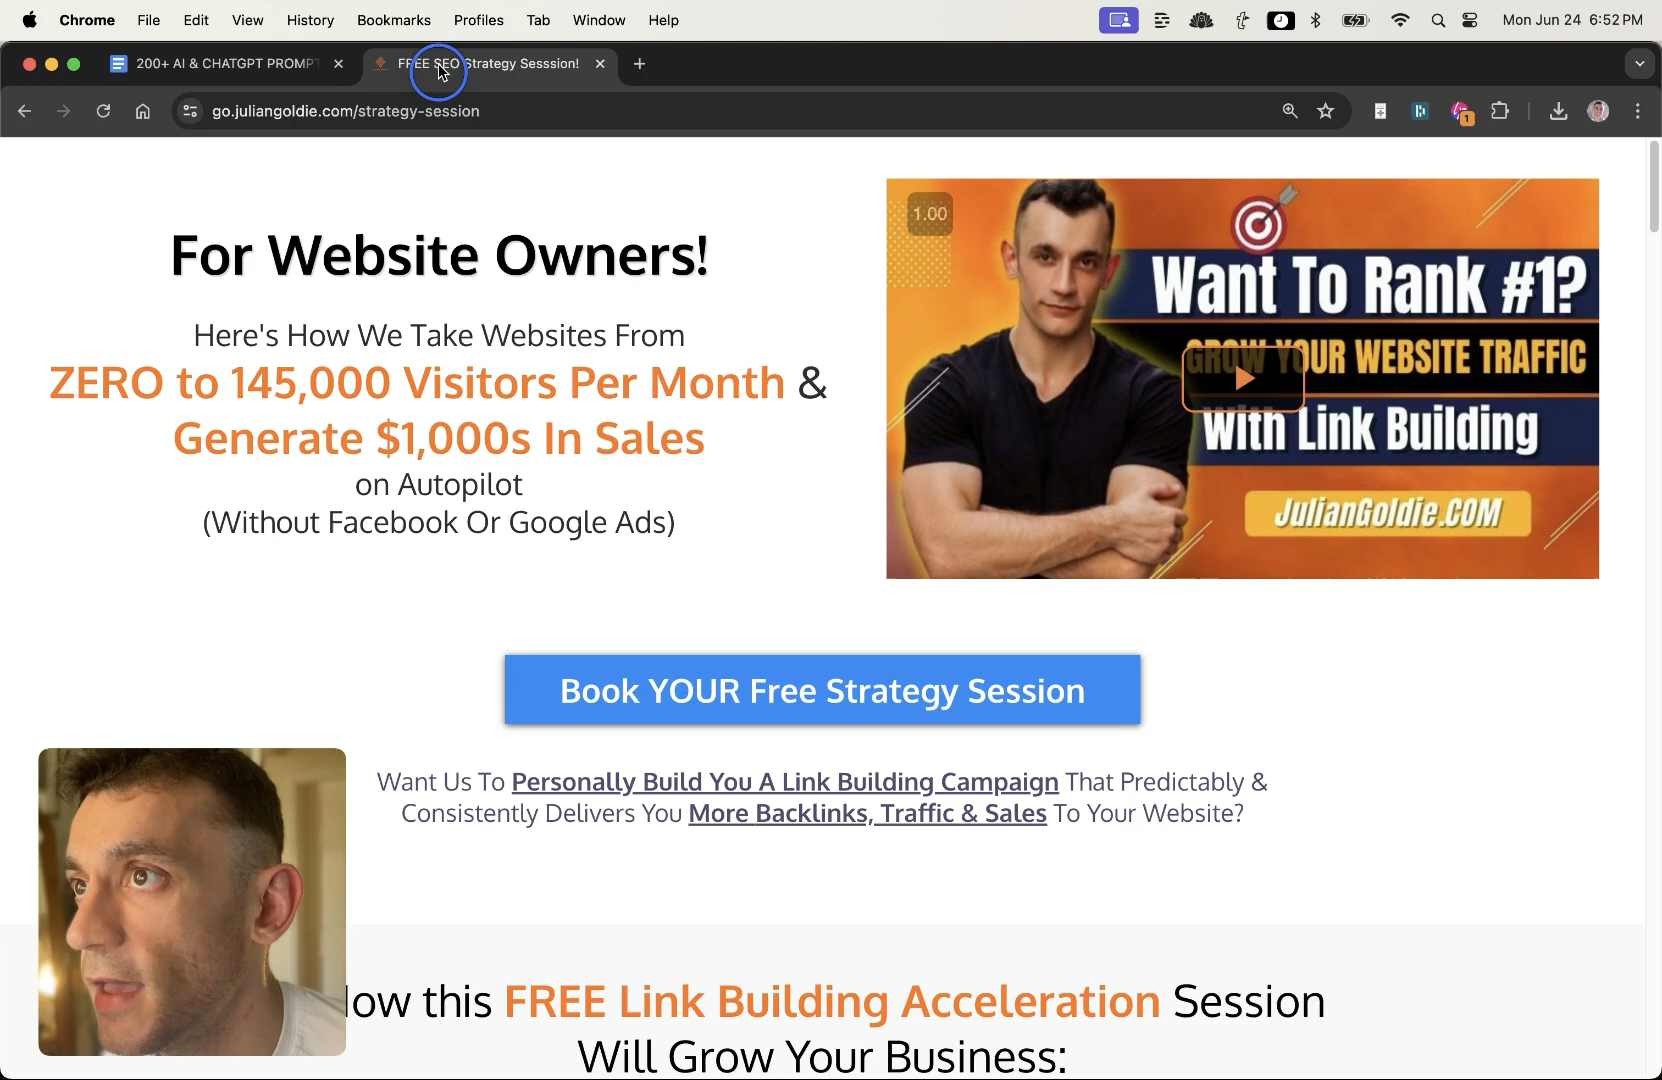 Chrome File Edit View History Bookmarks Profiles Tab Window Help Mon Jun 24 6:52 PM
200+ AI & CHATGPT PROMPT
FREE SEO Strategy Sesssion!
go.juliangoldie.com/strategy-session
1
For Website Owners!
Here's How We Take Websites From
ZERO to 145,000 Visitors Per Month &
Generate $1,000s In Sales
on Autopilot
(Without Facebook Or Google Ads)
1.00
Want To Rank #1?
GROW YOUR WEBSITE TRAFFIC
With Link Building
JulianGoldie.COM
Book YOUR Free Strategy Session
Want Us To Personally Build You A Link Building Campaign That Predictably &
Consistently Delivers You More Backlinks, Traffic & Sales To Your Website?
low this FREE Link Building Acceleration Session
Will Grow Your Business: